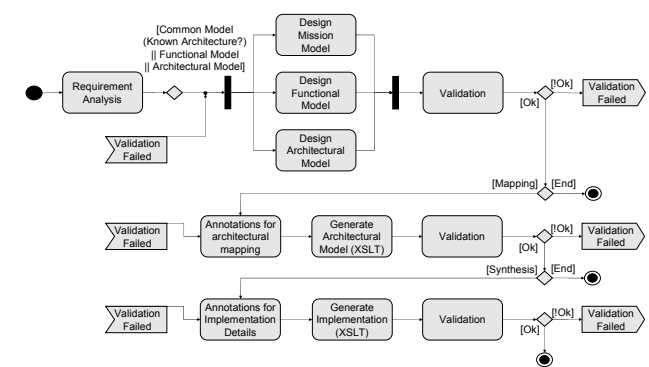 [Common Model
(Known Architecture?)
|| Functional Model
|| Architectural Model]
Design
Mission
Model
Requirement
Analysis
Design
Functional
Model
Validation
[!Ok]
[Ok]
Validation
Failed
Validation
Failed
Design
Architectural
Model
[Mapping]
[End]
Validation
Failed
Annotations for
architectural
mapping
Generate
Architectural
Model (XSLT)
Validation
[!Ok]
[Ok]
Validation
Failed
[Synthesis]
[End]
Validation
Failed
Annotations for
Implementation
Details
Generate
Implementation
(XSLT)
Validation
[!Ok]
[Ok]
Validation
Failed